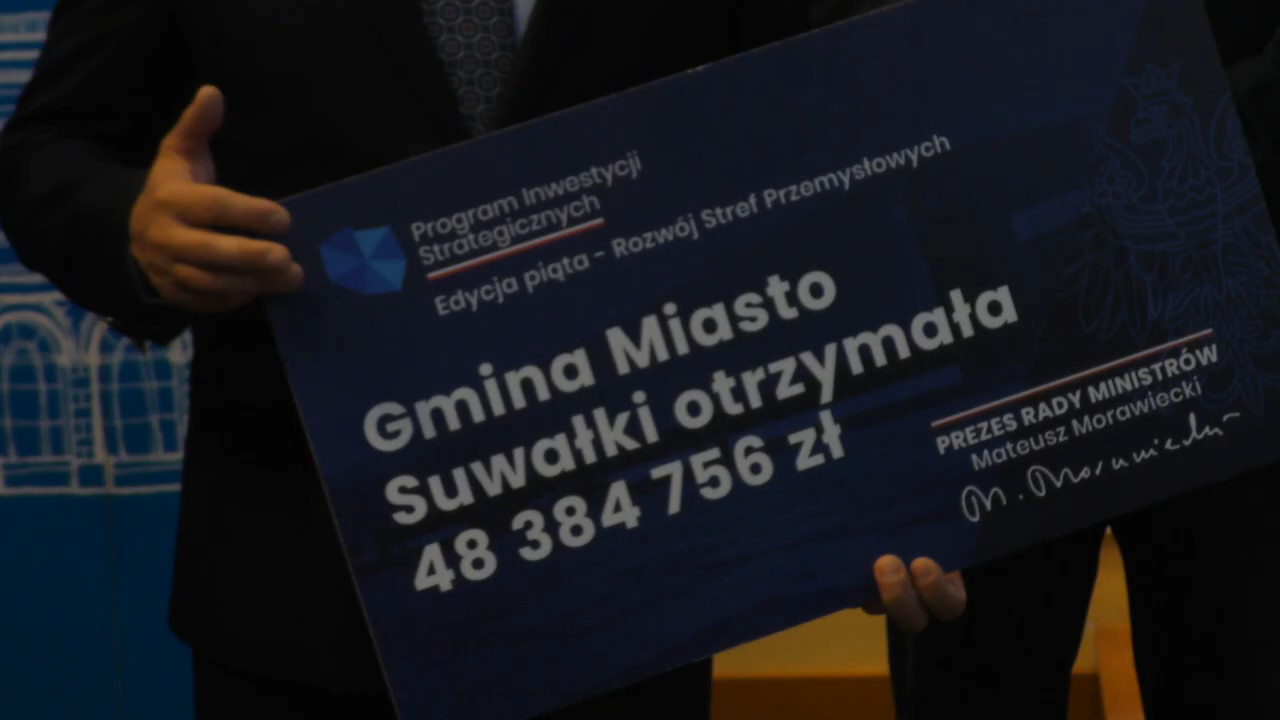 Program Inwestycji
Strategicznych
Edycja piąta - Rozwój Stref Przemysłowych
Gmina Miasto
Suwałki otrzymała
48 384 756 zł
PREZES RADY MINISTRÓW
Mateusz Morawiecki
M. Morawiecki